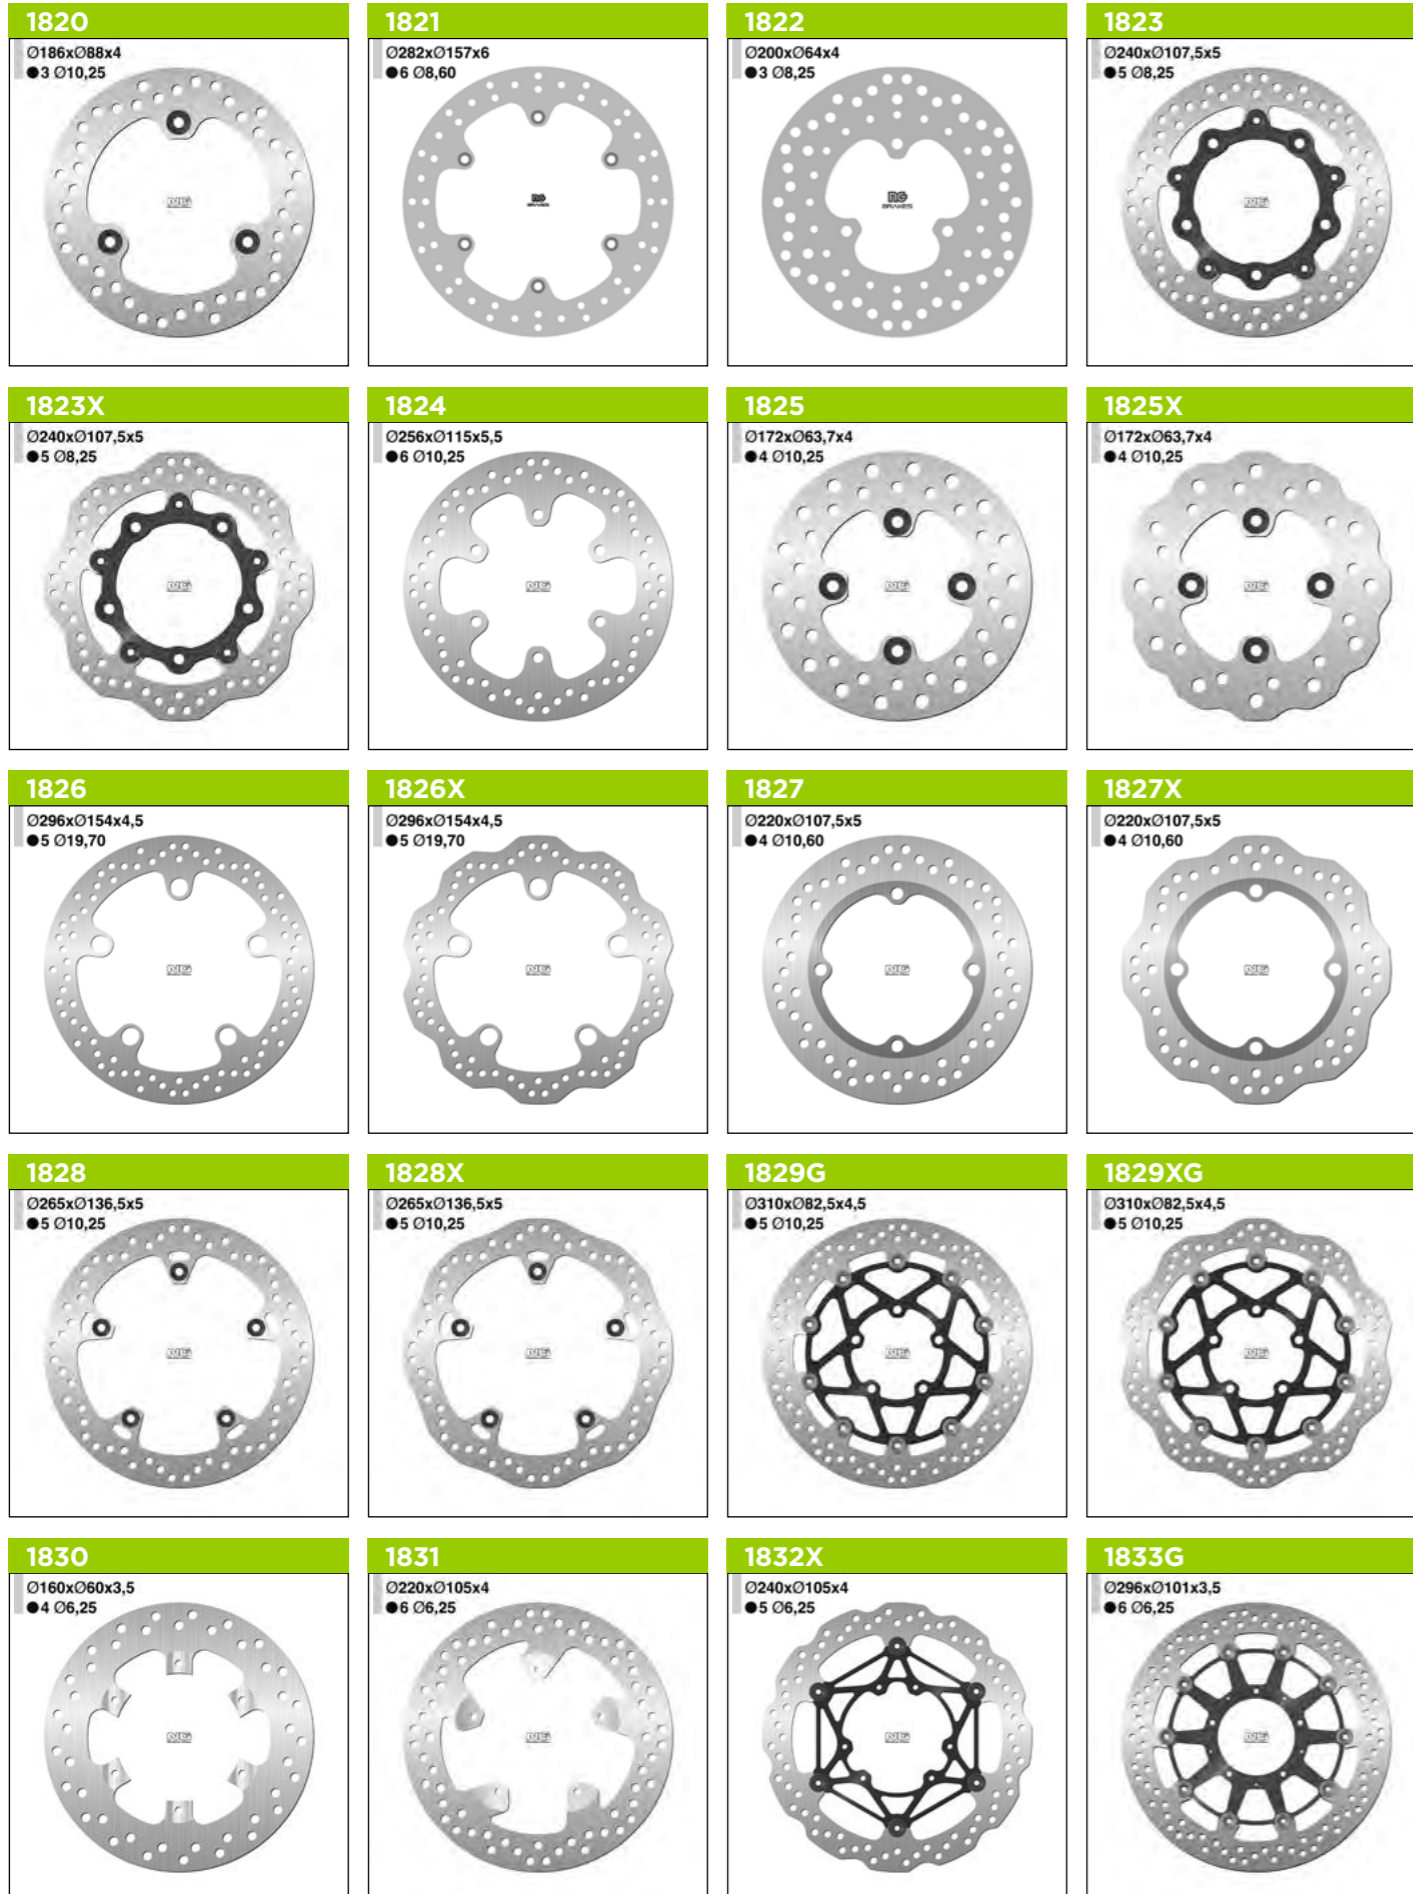 1820
Ø186xØ88x4
●3 Ø10,25
1821
Ø282xØ157x6
●6 Ø8,60
NG
BRAKES
1822
Ø200xØ64x4
●3 Ø8,25
NG
BRAKES
1823
Ø240xØ107,5x5
●5 Ø8,25
1823X
Ø240xØ107,5x5
●5 Ø8,25
1824
Ø256xØ115x5,5
●6 Ø10,25
1825
Ø172xØ63,7x4
●4 Ø10,25
1825X
Ø172xØ63,7x4
●4 Ø10,25
1826
Ø296xØ154x4,5
●5 Ø19,70
1826X
Ø296xØ154x4,5
●5 Ø19,70
1827
Ø220xØ107,5x5
●4 Ø10,60
1827X
Ø220xØ107,5x5
●4 Ø10,60
1828
Ø265xØ136,5x5
●5 Ø10,25
1828X
Ø265xØ136,5x5
●5 Ø10,25
1829G
Ø310xØ82,5x4,5
●5 Ø10,25
1829XG
Ø310xØ82,5x4,5
●5 Ø10,25
1830
Ø160xØ60x3,5
●4 Ø6,25
1831
Ø220xØ105x4
●6 Ø6,25
1832X
Ø240xØ105x4
●5 Ø6,25
1833G
Ø296xØ101x3,5
●6 Ø6,25